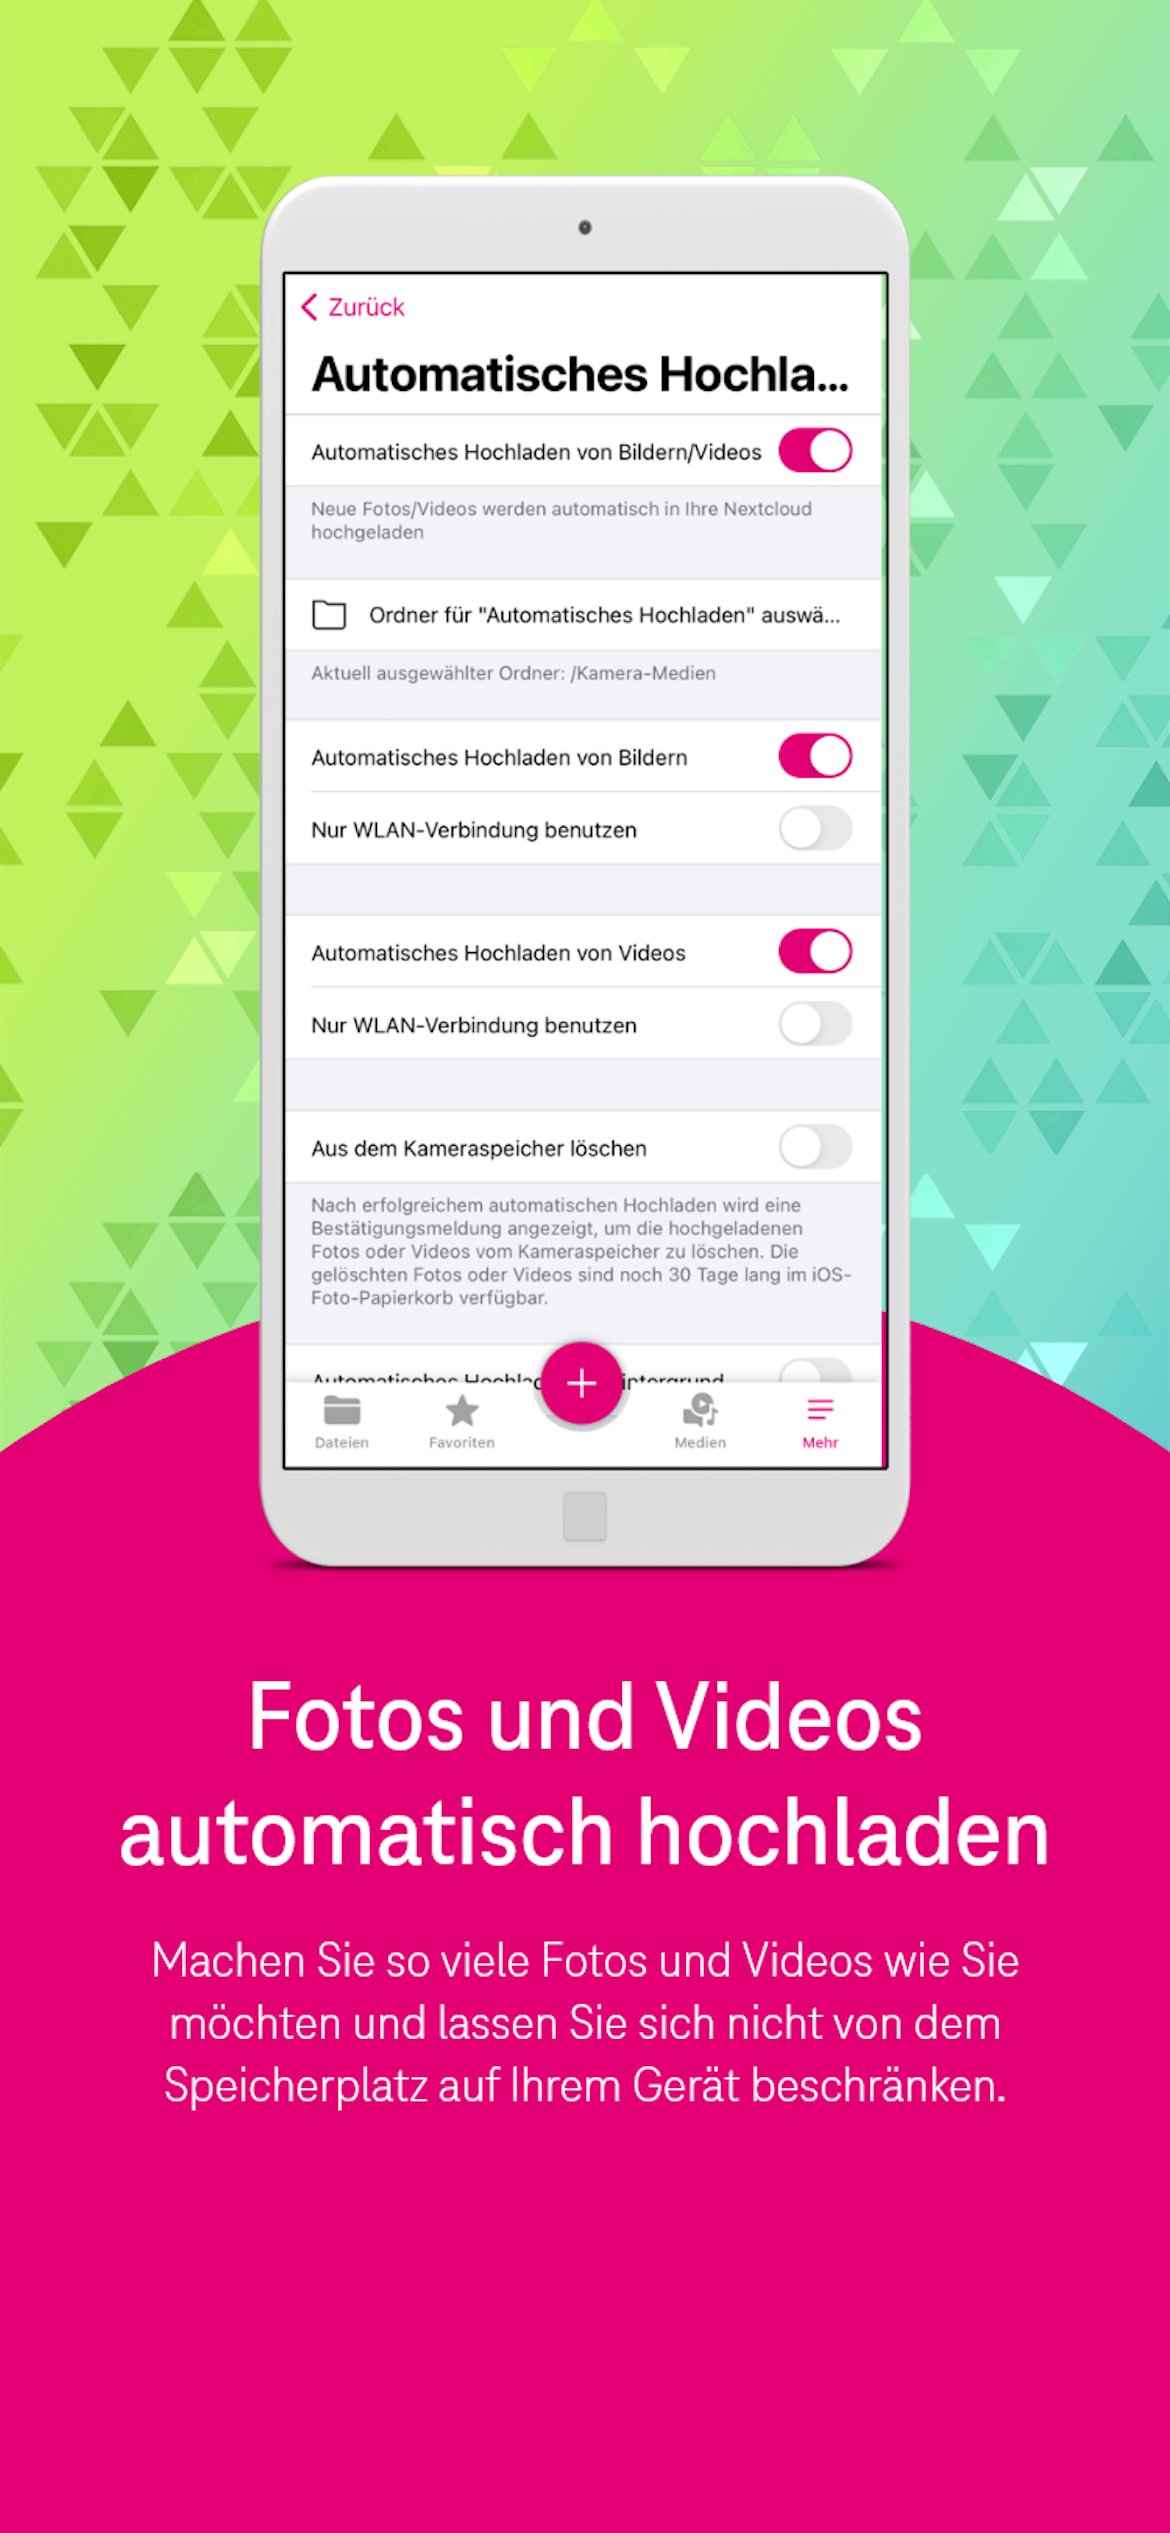 Zurück
Automatisches Hochla...
Automatisches Hochladen von Bildern/Videos
Neue Fotos/Videos werden automatisch in Ihre Nextcloud
hochgeladen
Ordner für "Automatisches Hochladen" auswä...
Aktuell ausgewählter Ordner: /Kamera-Medien
Automatisches Hochladen von Bildern
Nur WLAN-Verbindung benutzen
Automatisches Hochladen von Videos
Nur WLAN-Verbindung benutzen
Aus dem Kameraspeicher löschen
Nach erfolgreichem automatischen Hochladen wird eine
Bestätigungsmeldung angezeigt, um die hochgeladenen
Fotos oder Videos vom Kameraspeicher zu löschen. Die
gelöschten Fotos oder Videos sind noch 30 Tage lang im iOS-
Foto-Papierkorb verfügbar.
Automatisches
Dateien
Favoriten
Medien
Mehr
Fotos und Videos
automatisch hochladen
Machen Sie so viele Fotos und Videos wie Sie
möchten und lassen Sie sich nicht von dem
Speicherplatz auf Ihrem Gerät beschränken.